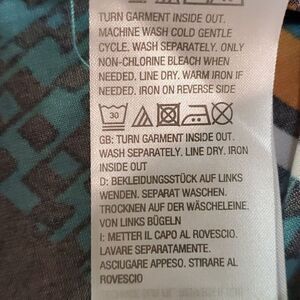 TURN GARMENT INSIDE OUT.
MACHINE WASH COLD GENTLE
CYCLE. WASH SEPARATELY. ONLY
NON-CHLORINE BLEACH WHEN
NEEDED. LINE DRY. WARM IRON IF
NEEDED. IRON ON REVERSE SIDE
30
GB: TURN GARMENT INSIDE OUT.
WASH SEPARATELY. LINE DRY. IRON
INSIDE OUT
D: BEKLEIDUNGSSTÜCK AUF LINKS
WENDEN. SEPARAT WASCHEN.
TROCKNEN AUF DER WÄSCHELEINE.
VON LINKS BÜGELN
I: METTER IL CAPO AL ROVESCIO.
LAVARE SEPARATAMENTE.
ASCIUGARE APPESO. STIRARE AL
ROVESCIO